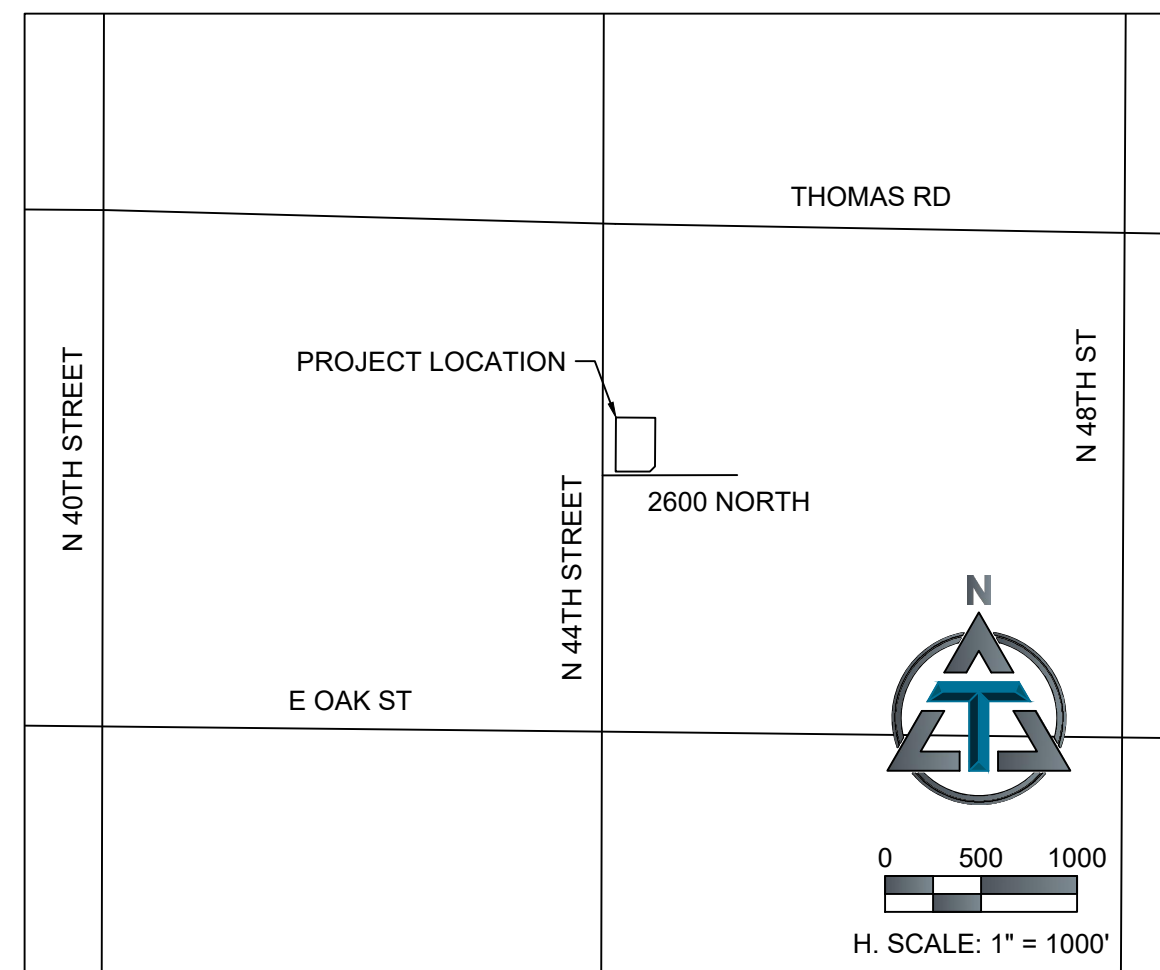 THOMAS RD
PROJECT LOCATION
N 40TH STREET
N 48TH ST
2600 NORTH
N 44TH STREET
E OAK ST
N
T
0 500 1000
H. SCALE: 1" = 1000'